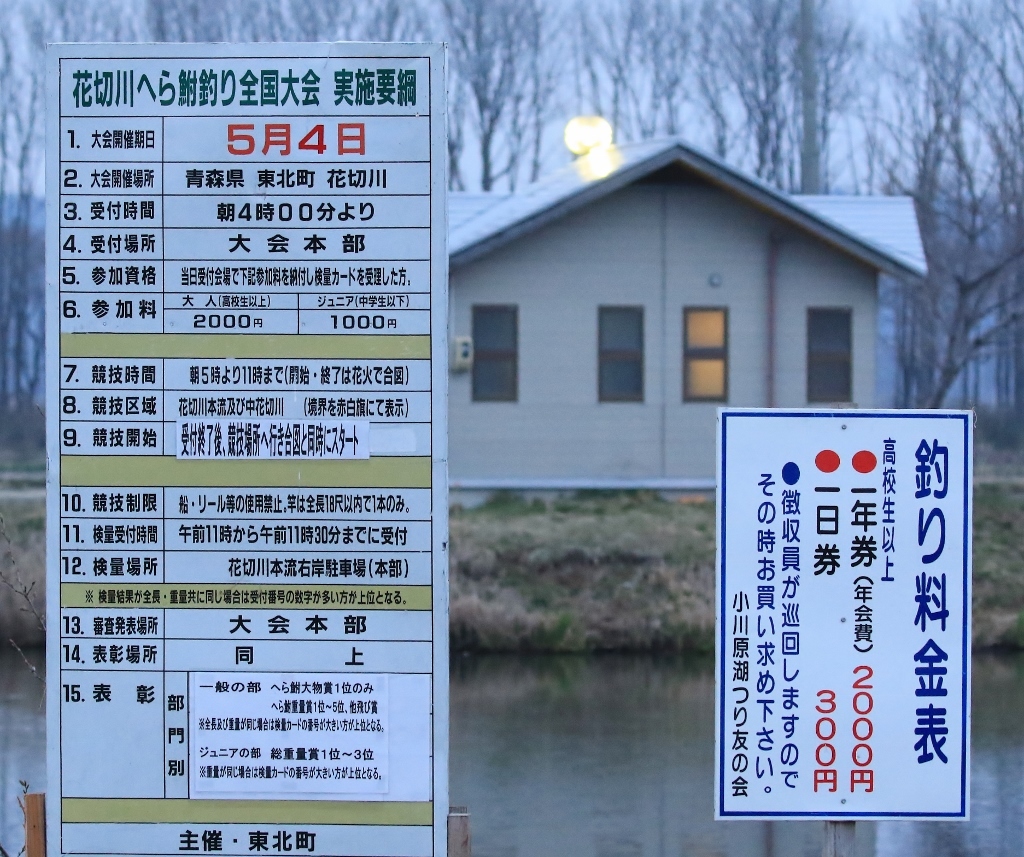 花切川へら鮒釣り全国大会 実施要綱
1. 大会開催期日 5月4日
2. 大会開催場所 青森県 東北町 花切川
3. 受付時間 朝4時00分より
4. 受付場所 大会本部
5. 参加資格 当日受付会場で下記参加料を納付し検量カードを受理した方。
6. 参加料 大人(高校生以上) ジュニア(中学生以下)
2000円 1000円
7. 競技時間 朝5時より11時まで(開始・終了は花火で合図)
8. 競技区域 花切川本流及び中花切川 (境界を赤白旗にて表示)
9. 競技開始 受付終了後、競技場所へ行き合図と同時にスタート
10. 競技制限 船・リール等の使用禁止、竿は全長18尺以内で1本のみ。
11. 検量受付時間 午前11時から午前11時30分までに受付
12. 検量場所 花切川本流右岸駐車場(本部)
※ 検量結果が全長・重量共に同じ場合は受付番号の数字が多い方が上位となる。
13. 審査発表場所 大会本部
14. 表彰場所 同上
15. 表彰 部門別
一般の部 へら鮒大物賞1位のみ
へら鮒重量賞1位~5位、他飛び賞
※全長及び重量が同じ場合は検量カードの番号が大きい方が上位となる。
ジュニアの部 総重量賞1位~3位
※重量が同じ場合は検量カードの番号が大きい方が上位となる。
主催・東北町
釣り料金表
高校生以上
●一年券(年会費)2000円
●一日券 300円
●徴収員が巡回しますので
その時お買い求め下さい。
小川原湖つり友の会